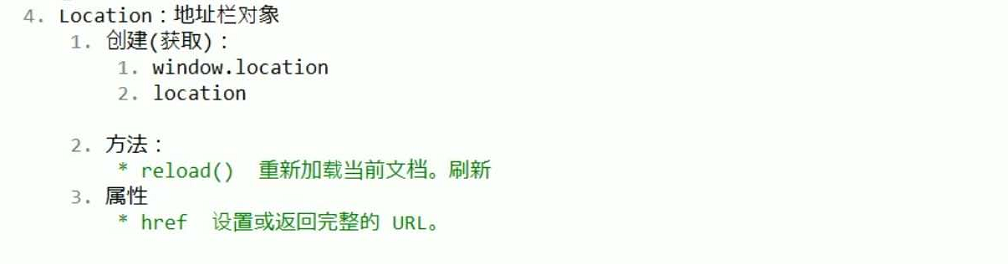 4. Location：地址栏对象
1. 创建(获取)：
1. window.location
2. location
2. 方法：
* reload() 重新加载当前文档。刷新
3. 属性
* href 设置或返回完整的 URL。